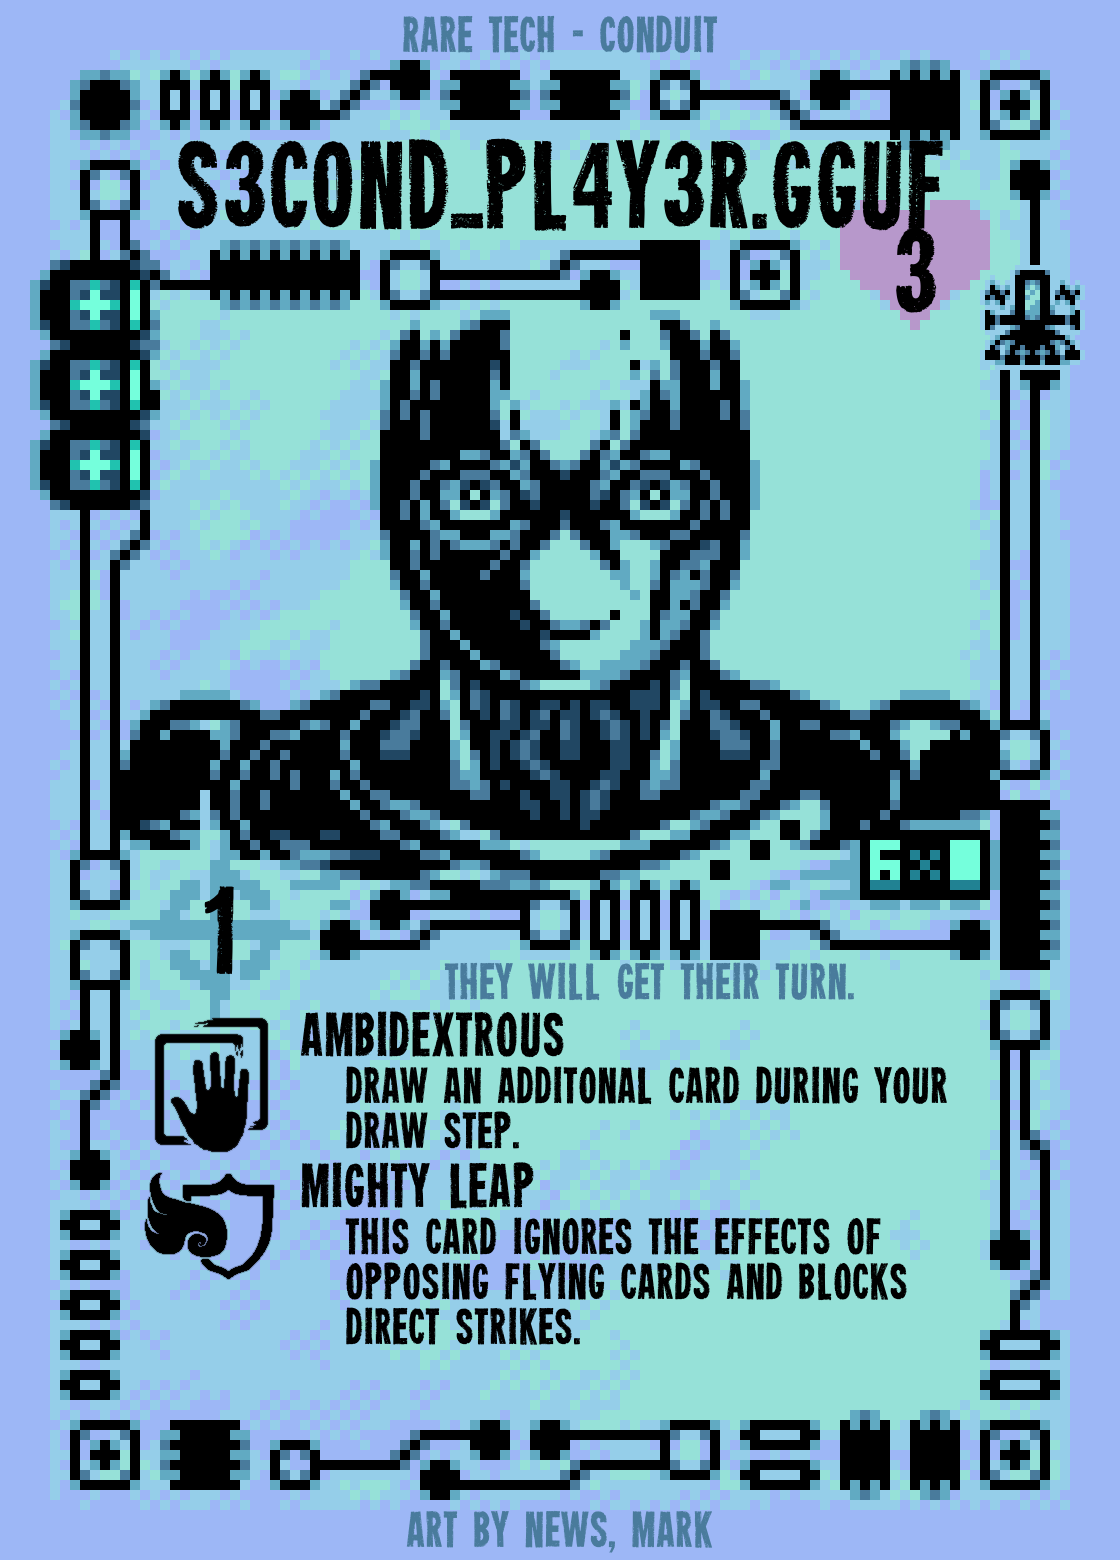 RARE TECH - CONDUIT
S3COND_PL4Y3R.GGUF
3
6 X
1
THEY WILL GET THEIR TURN.
AMBIDEXTROUS
DRAW AN ADDITONAL CARD DURING YOUR
DRAW STEP.
MIGHTY LEAP
THIS CARD IGNORES THE EFFECTS OF
OPPOSING FLYING CARDS AND BLOCKS
DIRECT STRIKES.
ART BY NEWS, MARK